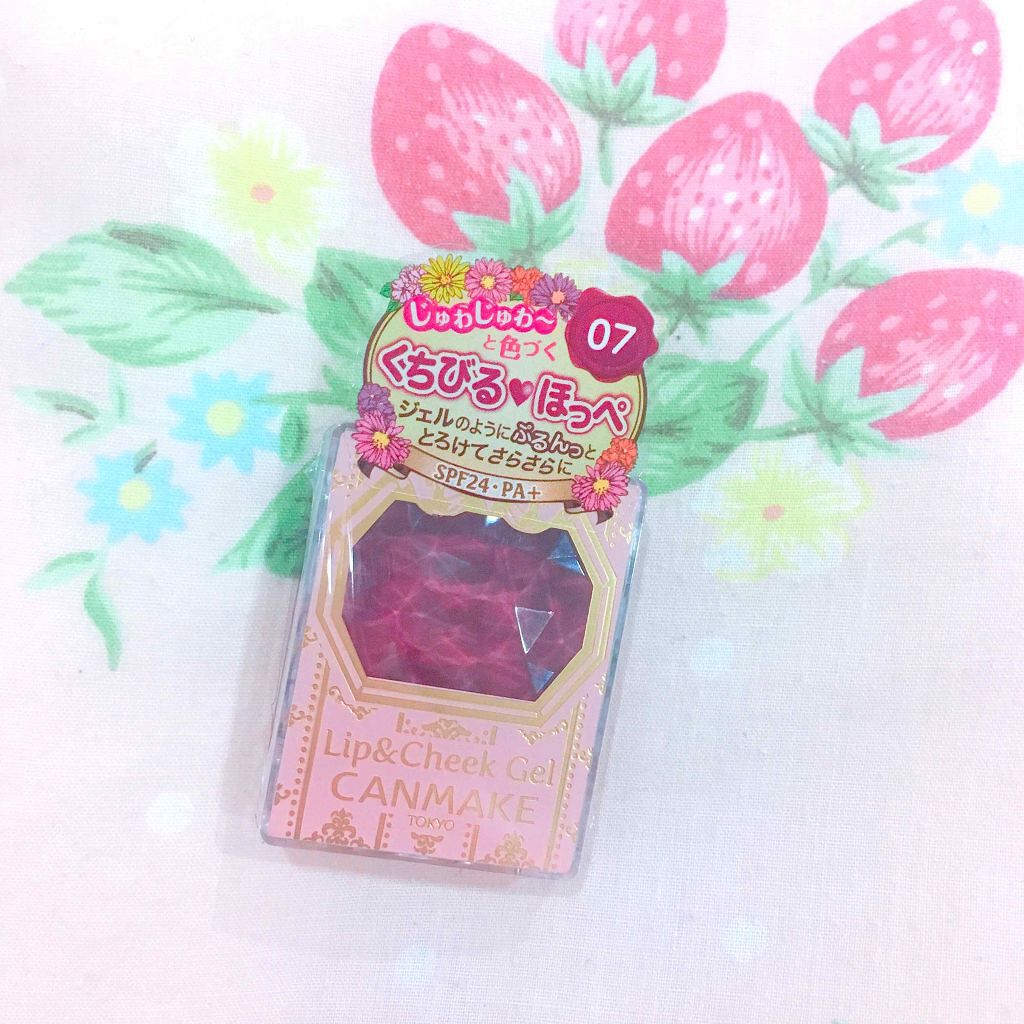 じゅわじゅわ〜
と色づく
07
くちびる♥ほっぺ
ジェルのようにぷるんっと
とろけてさらさらに
SPF24・PA+
Lip&Cheek Gel
CANMAKE
TOKYO